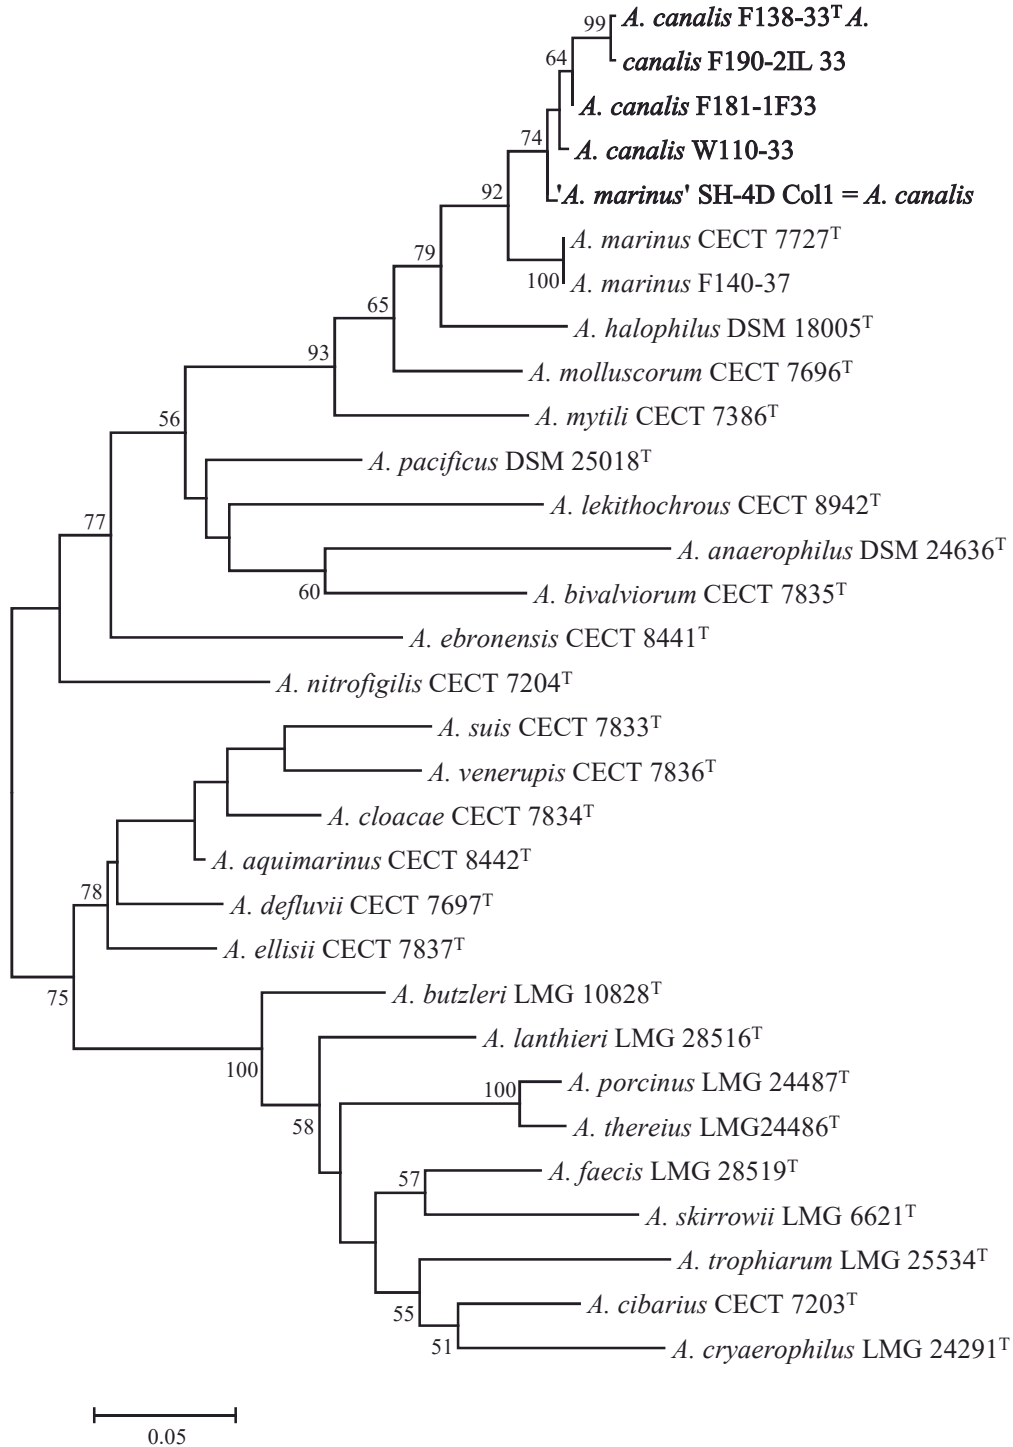 99
A. canalis F138-33ᵀ A.
64
canalis F190-2IL 33
A. canalis F181-1F33
74
A. canalis W110-33
92
'A. marinus' SH-4D Col1 = A. canalis
A. marinus CECT 7727ᵀ
79
100
A. marinus F140-37
65
A. halophilus DSM 18005ᵀ
93
A. molluscorum CECT 7696ᵀ
56
A. mytili CECT 7386ᵀ
A. pacificus DSM 25018ᵀ
77
A. lekithochrous CECT 8942ᵀ
A. anaerophilus DSM 24636ᵀ
60
A. bivalviorum CECT 7835ᵀ
A. ebronensis CECT 8441ᵀ
A. nitrofigilis CECT 7204ᵀ
A. suis CECT 7833ᵀ
A. venerupis CECT 7836ᵀ
A. cloacae CECT 7834ᵀ
A. aquimarinus CECT 8442ᵀ
78
A. defluvii CECT 7697ᵀ
A. ellisii CECT 7837ᵀ
75
A. butzleri LMG 10828ᵀ
A. lanthieri LMG 28516ᵀ
100
100
A. porcinus LMG 24487ᵀ
58
A. thereius LMG24486ᵀ
57
A. faecis LMG 28519ᵀ
A. skirrowii LMG 6621ᵀ
A. trophiarum LMG 25534ᵀ
55
A. cibarius CECT 7203ᵀ
51
A. cryaerophilus LMG 24291ᵀ
0.05